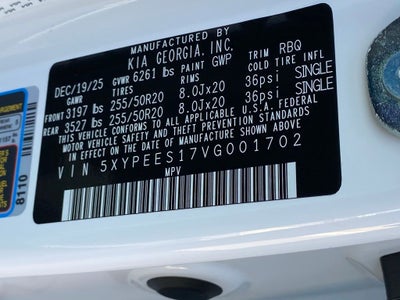 MANUFACTURED BY
KIA GEORGIA, INC.
DEC/19/25 GVWR 6261 lbs PAINT GWP TRIM RBQ
GAWR TIRES RIMS COLD TIRE INFL
FRONT 3197 lbs 255/50R20 8.0Jx20 36psi SINGLE
REAR 3527 lbs 255/50R20 8.0Jx20 36psi SINGLE
THIS VEHICLE CONFORMS TO ALL APPLICABLE U.S.A. FEDERAL
MOTOR VEHICLE SAFETY STANDARDS
IN EFFECT ON THE DATE OF MANUFACTURE SHOWN ABOVE
VIN 5XYPEES17VG001702
MPV
8110